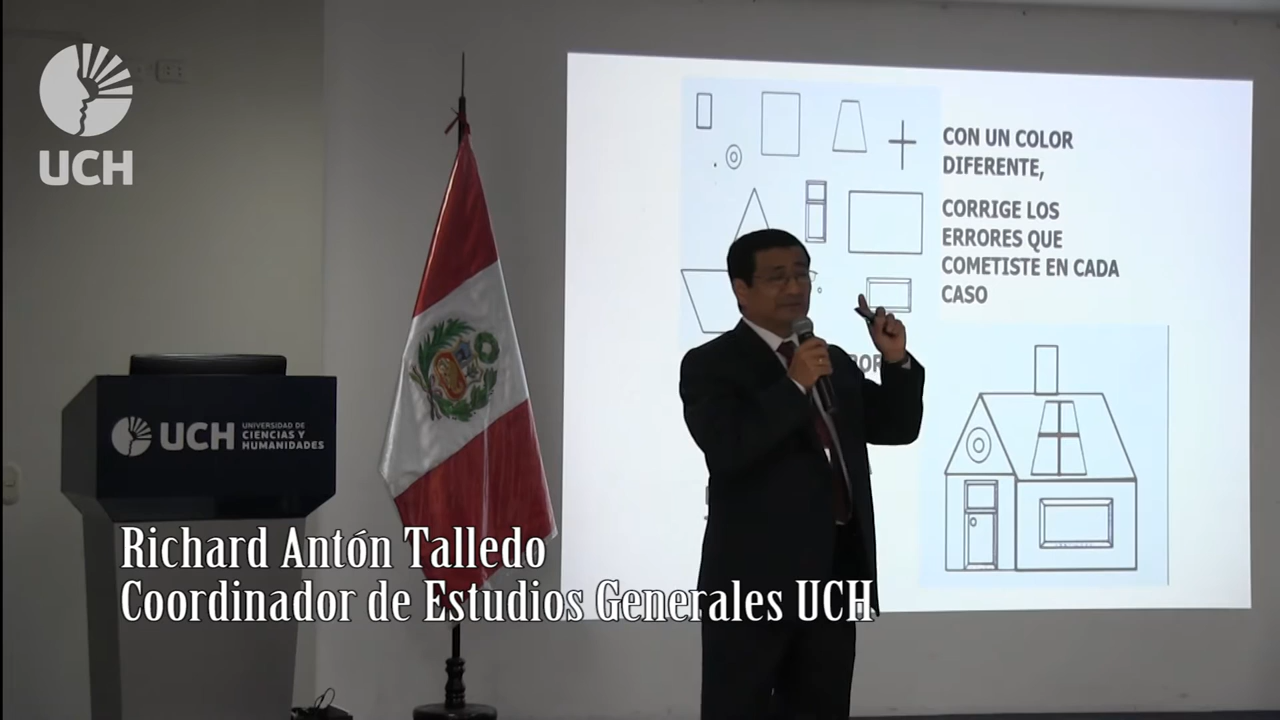 UCH
CON UN COLOR
DIFERENTE,
CORRIGE LOS
ERRORES QUE
COMETISTE EN CADA
CASO
UCH
UNIVERSIDAD DE
CIENCIAS Y
HUMANIDADES
Richard Antón Talledo
Coordinador de Estudios Generales UCH